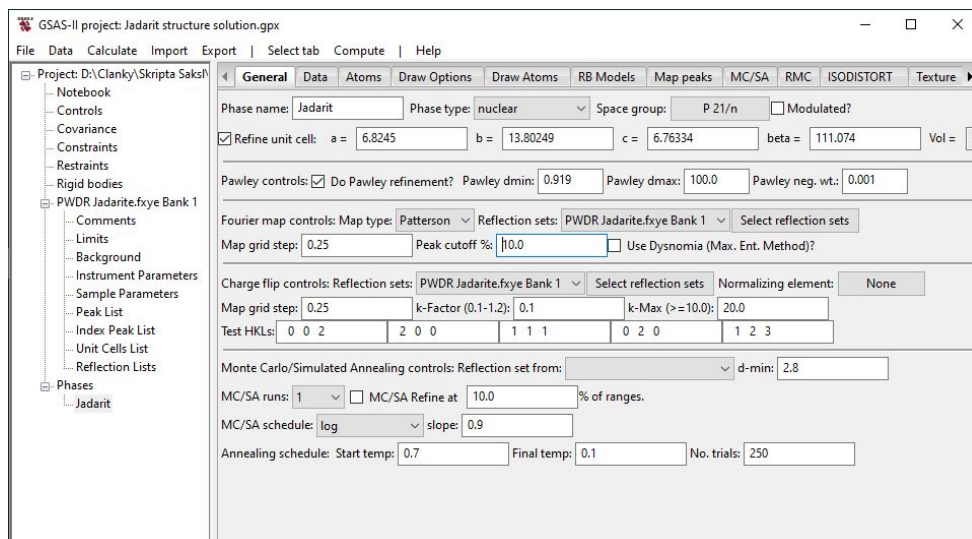 GSAS-II project: Jadarit structure solution.gpx
File Data Calculate Import Export | Select tab Compute | Help
Project: D:\Clanky\Skripta Saksl\
Notebook
Controls
Covariance
Constraints
Restraints
Rigid bodies
PWDR Jadarite.fxye Bank 1
Comments
Limits
Background
Instrument Parameters
Sample Parameters
Peak List
Index Peak List
Unit Cells List
Reflection Lists
Phases
Jadarit
General Data Atoms Draw Options Draw Atoms RB Models Map peaks MC/SA RMC ISODISTORT Texture
Phase name: Jadarit Phase type: nuclear Space group: P 21/n Modulated?
Refine unit cell: a = 6.8245 b = 13.80249 c = 6.76334 beta = 111.074 Vol =
Pawley controls: Do Pawley refinement? Pawley dmin: 0.919 Pawley dmax: 100.0 Pawley neg. wt.: 0.001
Fourier map controls: Map type: Patterson Reflection sets: PWDR Jadarite.fxye Bank 1 Select reflection sets
Map grid step: 0.25 Peak cutoff %: 10.0 Use Dysnomia (Max. Ent. Method)?
Charge flip controls: Reflection sets: PWDR Jadarite.fxye Bank 1 Select reflection sets Normalizing element: None
Map grid step: 0.25 k-Factor (0.1-1.2): 0.1 k-Max (>=10.0): 20.0
Test HKLs: 0 0 2 2 0 0 1 1 1 0 2 0 1 2 3
Monte Carlo/Simulated Annealing controls: Reflection set from: d-min: 2.8
MC/SA runs: 1 MC/SA Refine at 10.0 % of ranges.
MC/SA schedule: log slope: 0.9
Annealing schedule: Start temp: 0.7 Final temp: 0.1 No. trials: 250